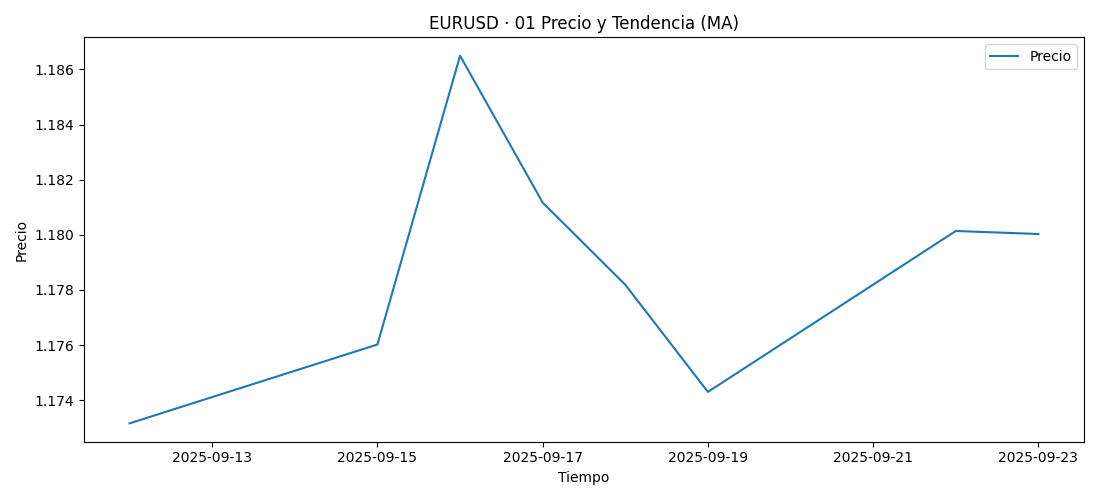 EURUSD · 01 Precio y Tendencia (MA)
Precio
1.186
1.184
1.182
1.180
1.178
1.176
1.174
Precio
2025-09-13 2025-09-15 2025-09-17 2025-09-19 2025-09-21 2025-09-23
Tiempo